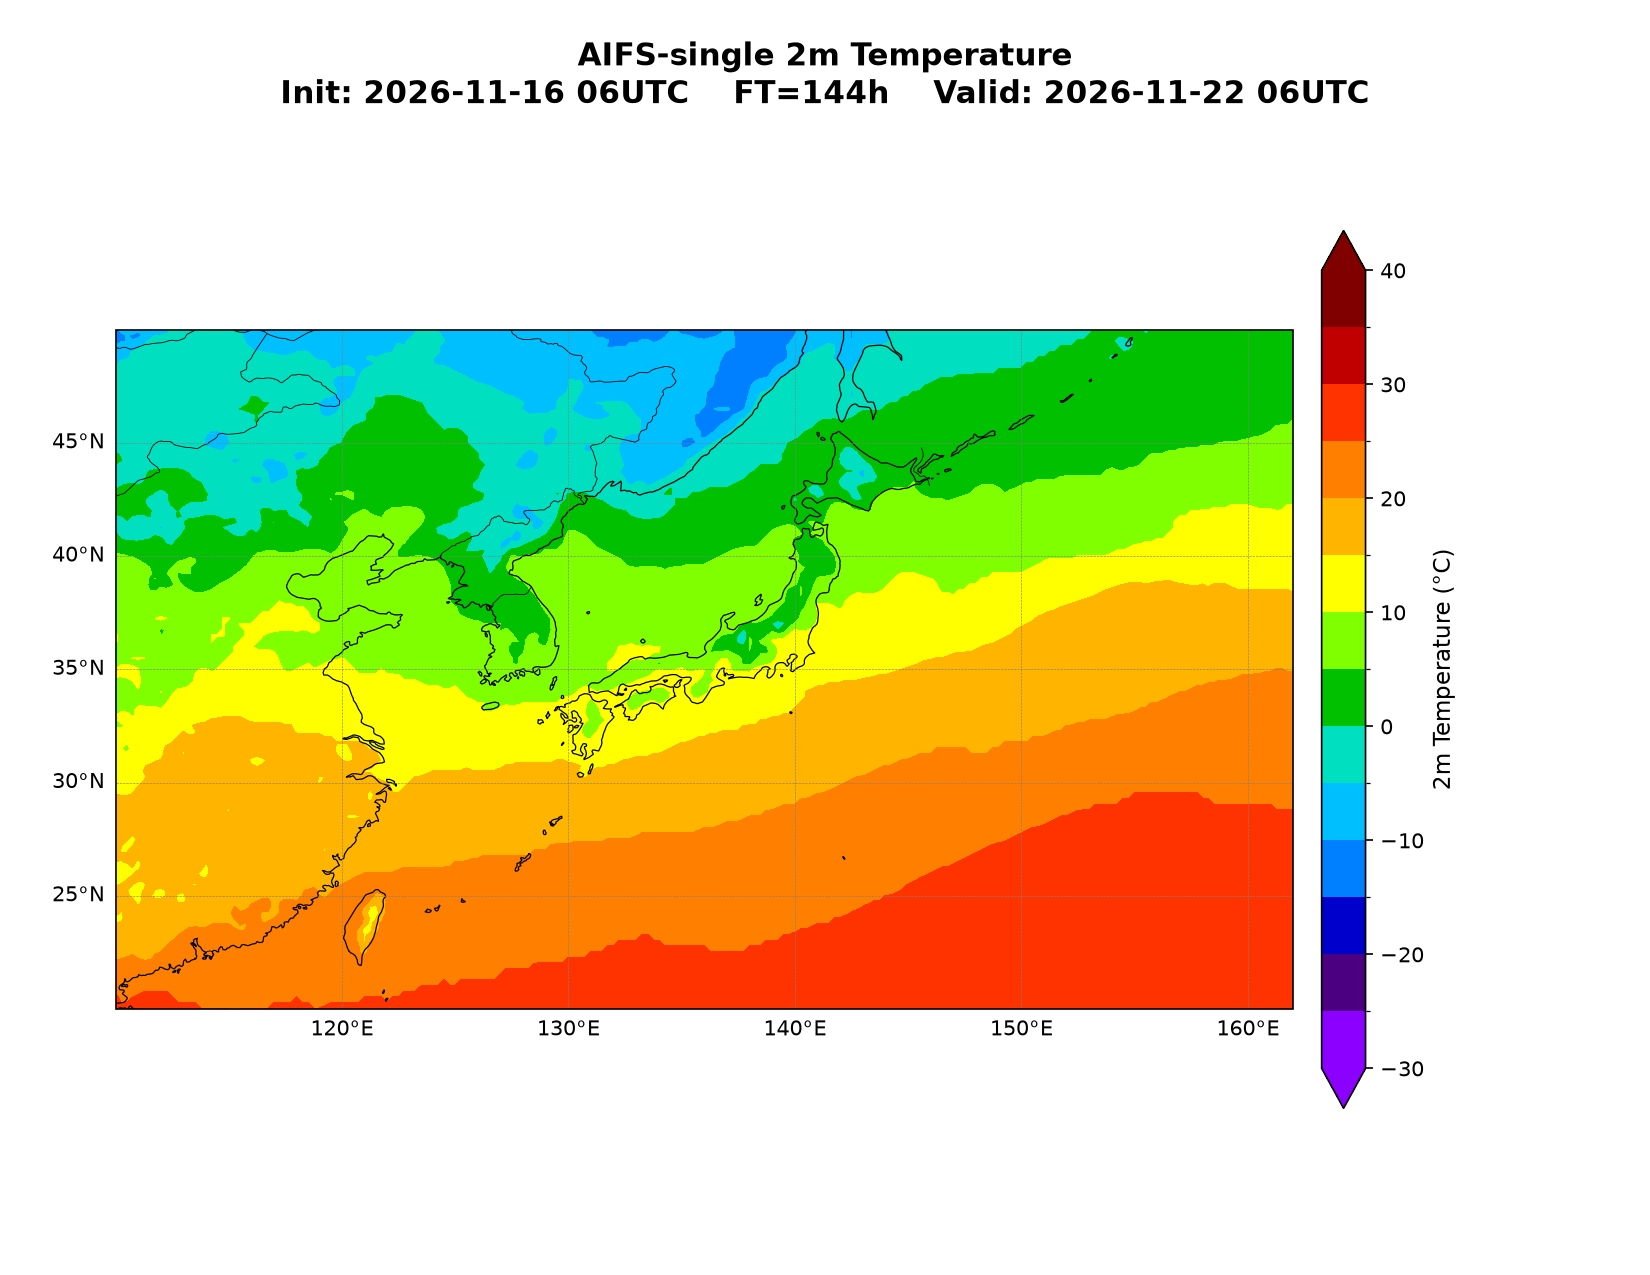 AIFS-single 2m Temperature
Init: 2026-11-16 06UTC    FT=144h    Valid: 2026-11-22 06UTC
45°N
40°N
35°N
30°N
25°N
120°E
130°E
140°E
150°E
160°E
40
30
20
10
0
−10
−20
−30
2m Temperature (°C)